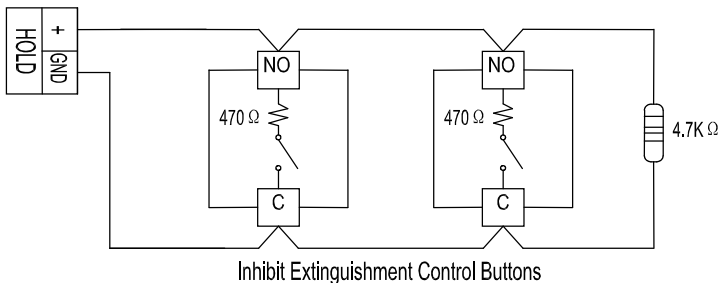 HOLD
+
GND
NO
470 Ω
C
NO
470 Ω
C
4.7K Ω
Inhibit Extinguishment Control Buttons